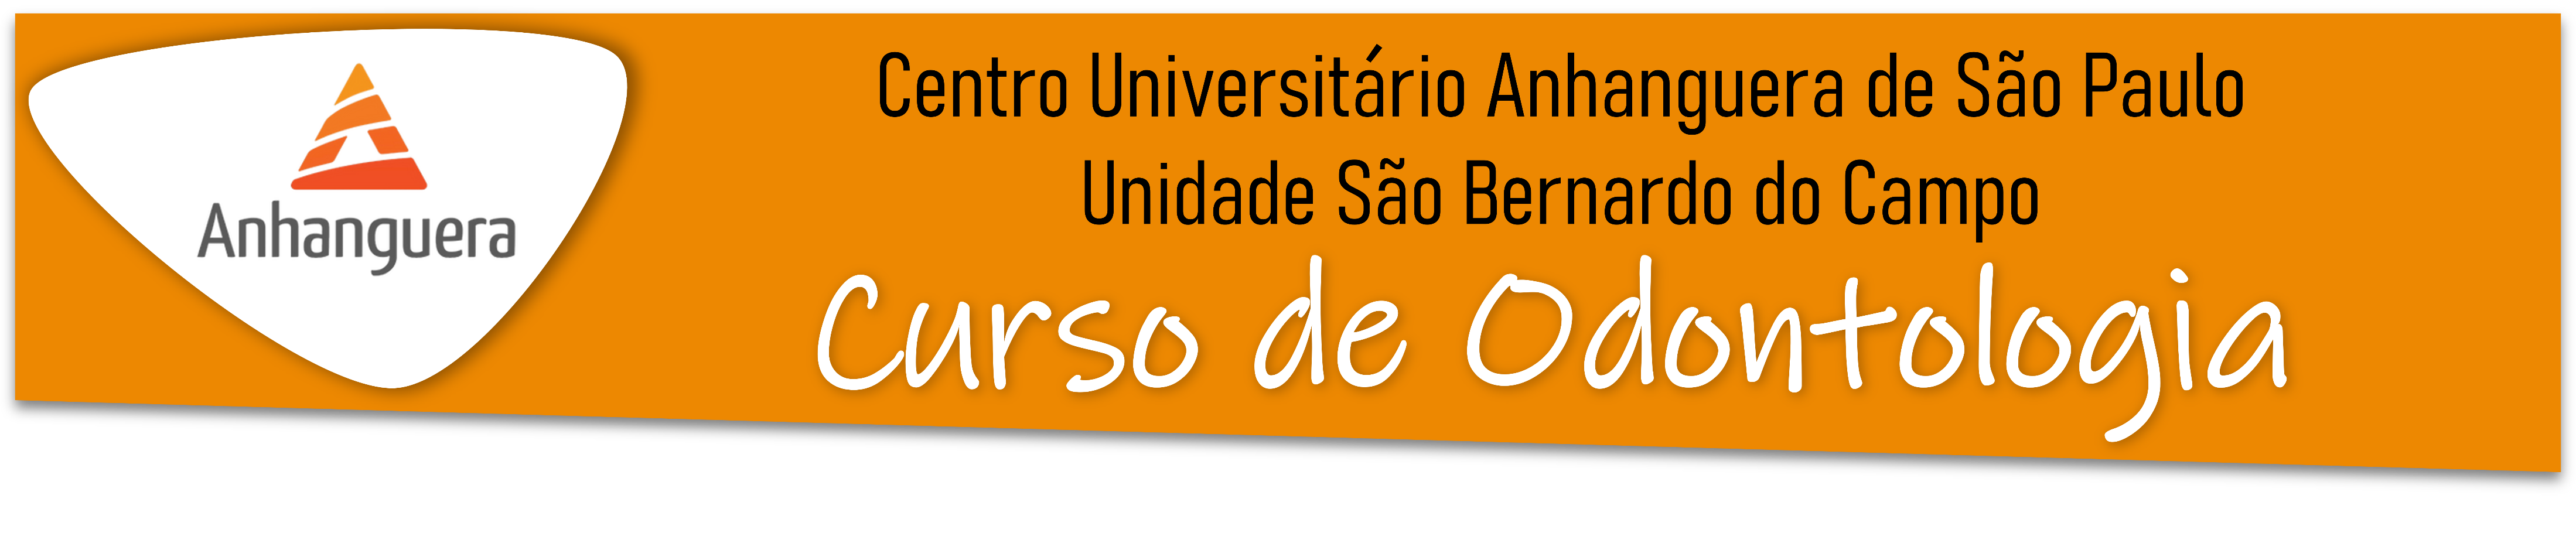 Anhanguera
Centro Universitário Anhanguera de São Paulo
Unidade São Bernardo do Campo
Curso de Odontologia